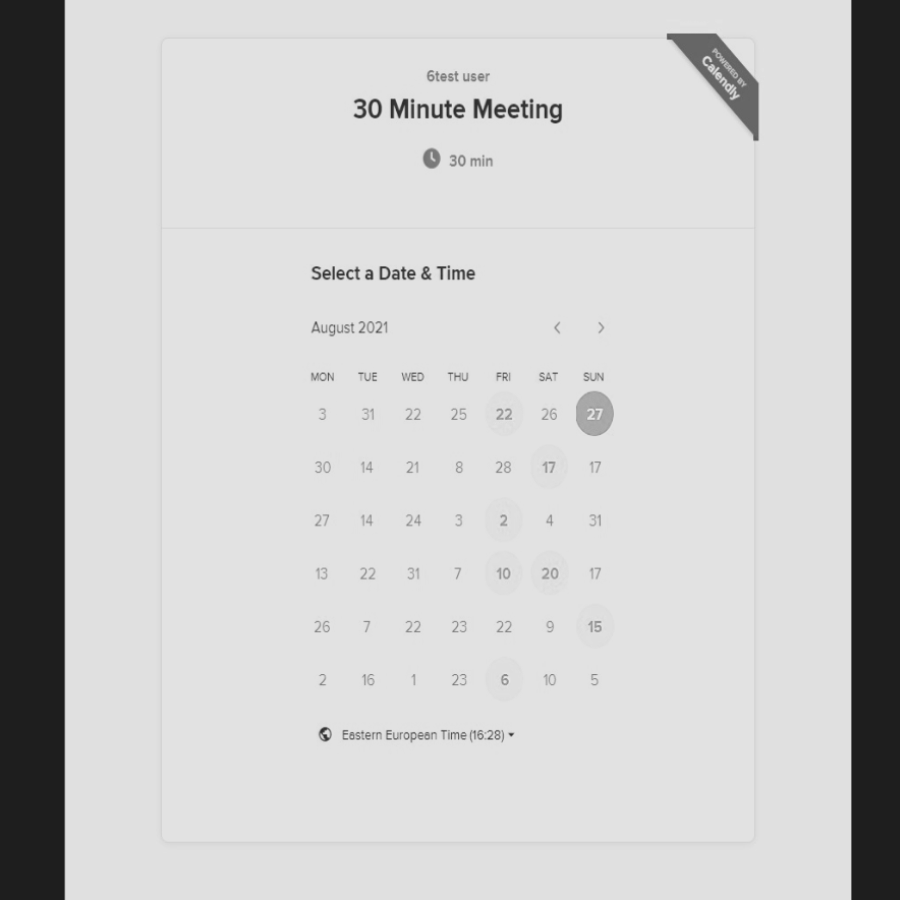 POWERED BY
Calendly
6test user
30 Minute Meeting
30 min
Select a Date & Time
August 2021
MON TUE WED THU FRI SAT SUN
3 31 22 25 22 26 27
30 14 21 8 28 17 17
27 14 24 3 2 4 31
13 22 31 7 10 20 17
26 7 22 23 22 9 15
2 16 1 23 6 10 5
Eastern European Time (16:28)